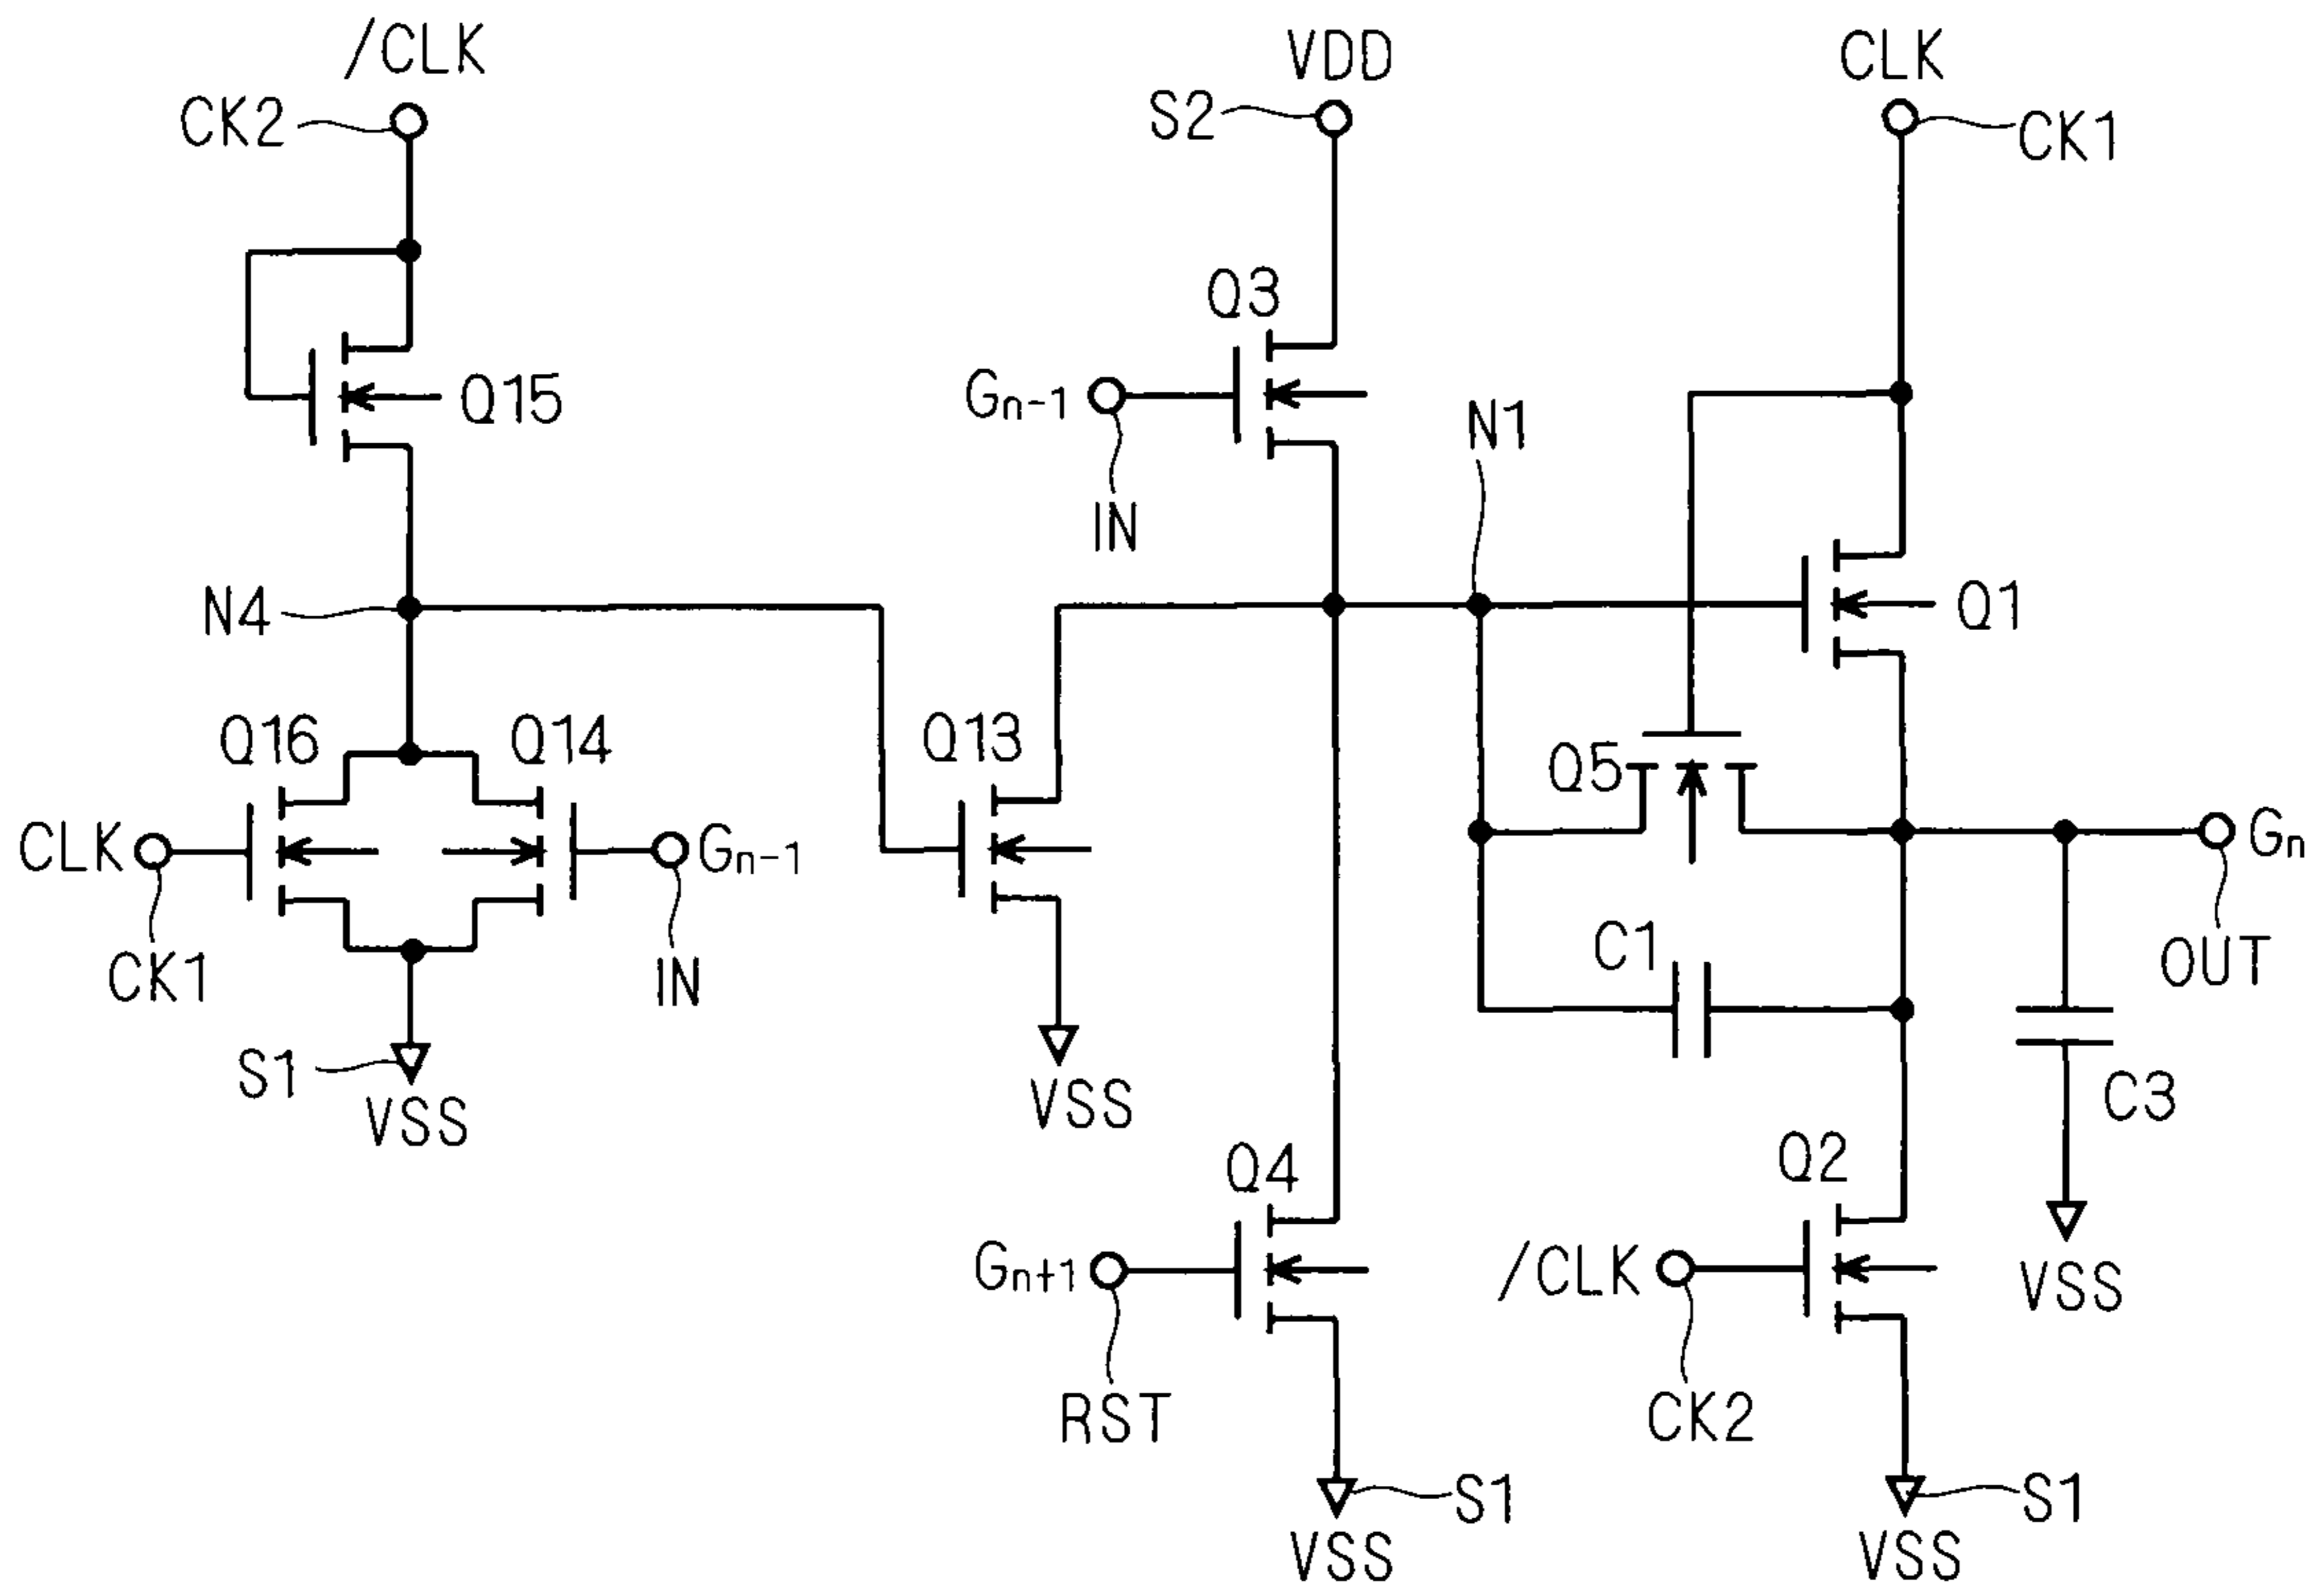 /CLK
VDD
CLK
CK2
S2
CK1
Q3
Q15
Gn-1
N1
IN
N4
Q1
Q16
Q14
Q13
Q5
CLK
Gn-1
Gn
CK1
IN
C1
OUT
S1
VSS
VSS
C3
Q4
Q2
Gn+1
/CLK
VSS
RST
CK2
S1
S1
VSS
VSS